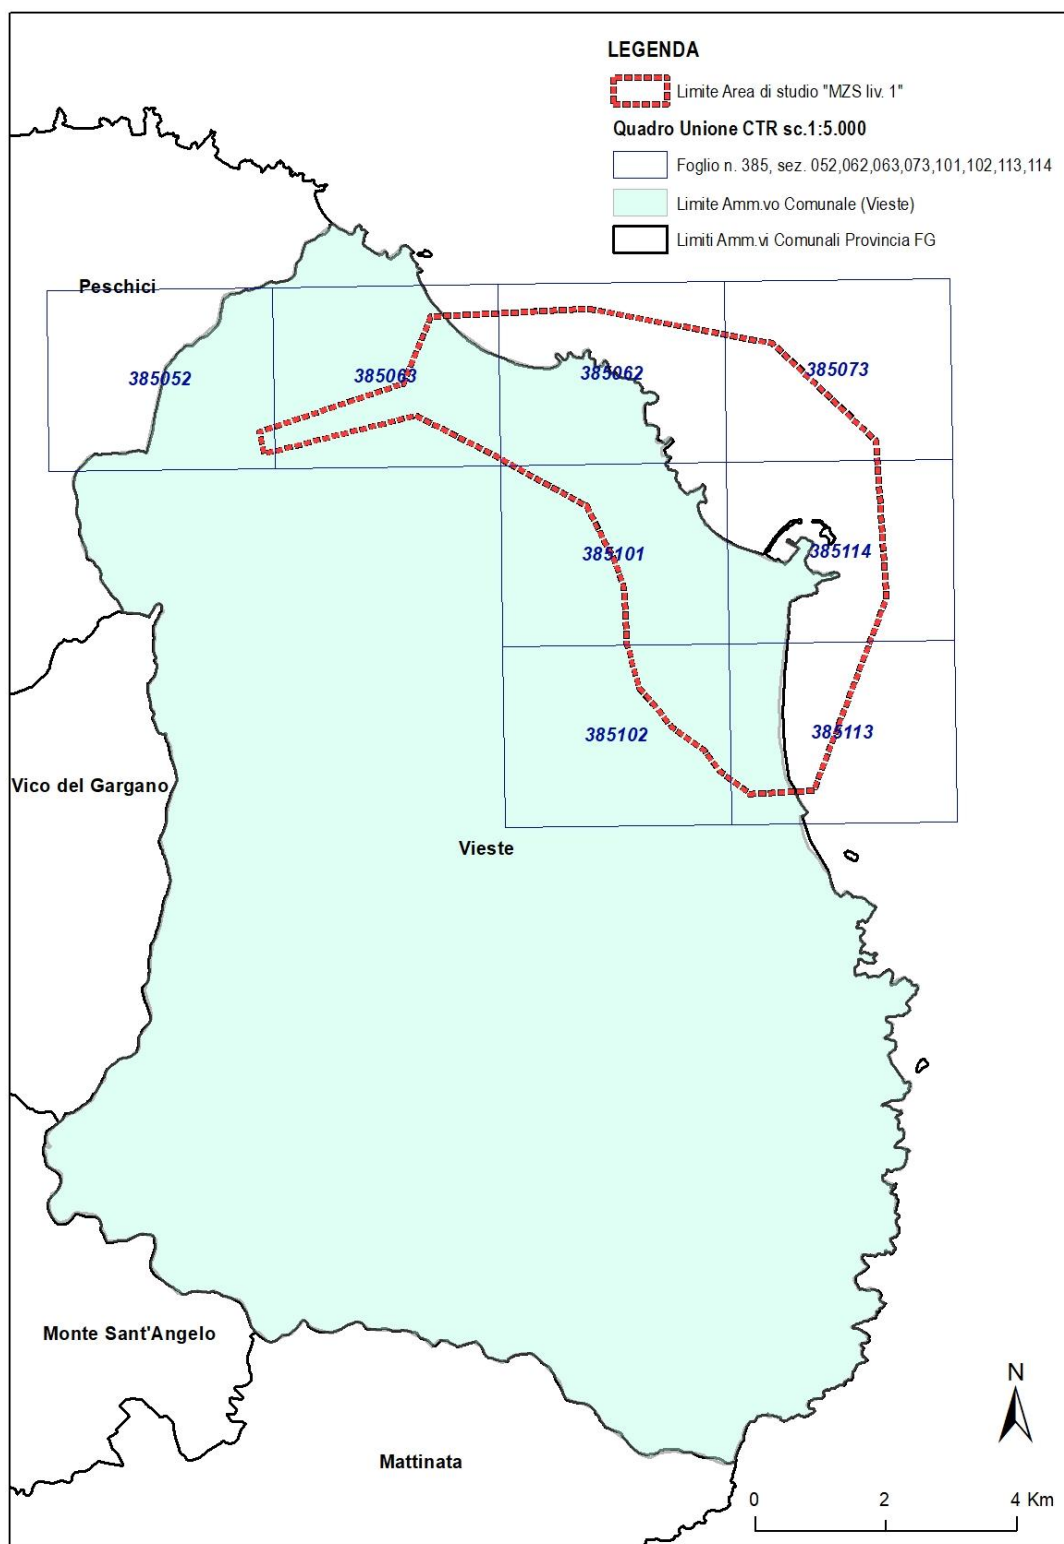 LEGENDA
Limite Area di studio "MZS liv. 1"
Quadro Unione CTR sc.1:5.000
Foglio n. 385, sez. 052,062,063,073,101,102,113,114
Limite Amm.vo Comunale (Vieste)
Limiti Amm.vi Comunali Provincia FG
Peschici
385052
385063
385062
385073
385101
385114
385102
385113
Vico del Gargano
Vieste
Monte Sant'Angelo
Mattinata
N
0 2 4 Km